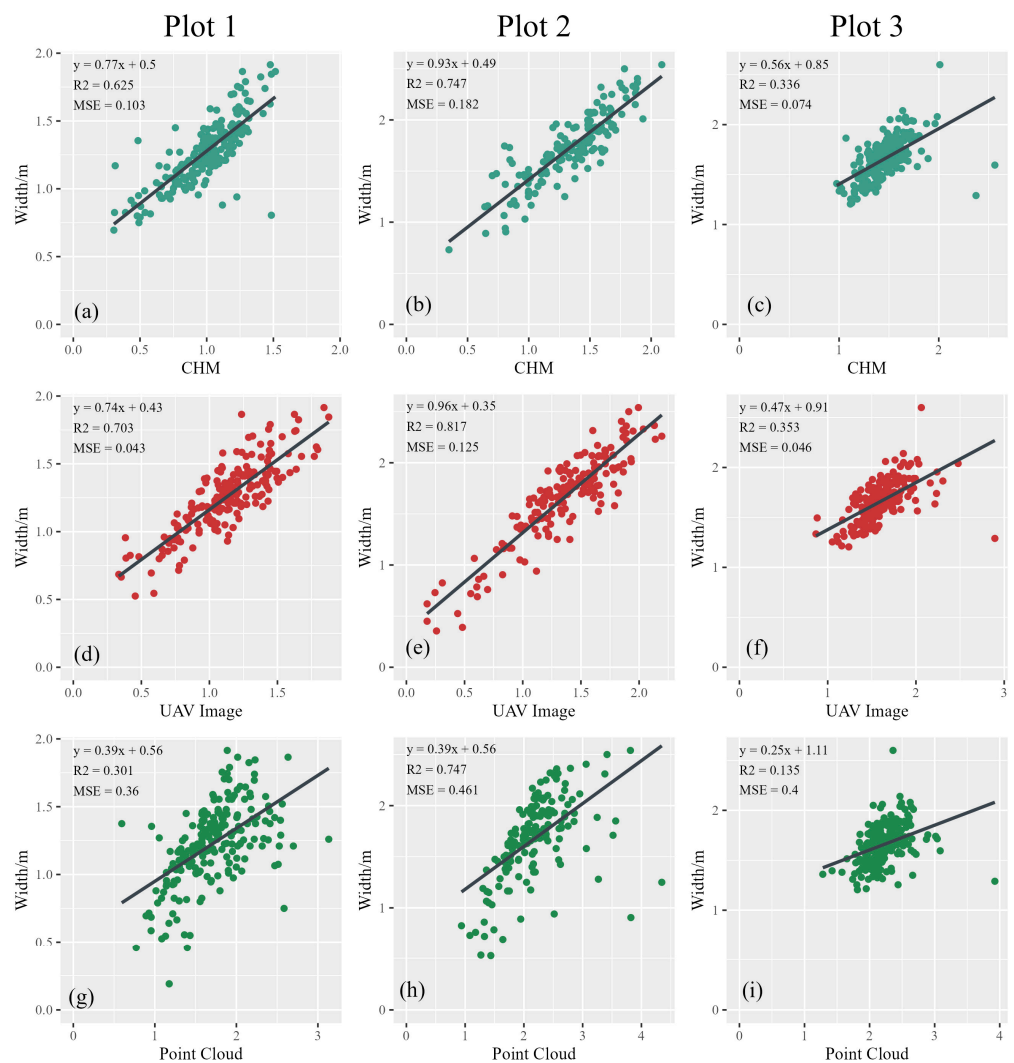 Plot 1 Plot 2 Plot 3
y = 0.77x + 0.5
R2 = 0.625
MSE = 0.103
Width/m
2.0
1.5
1.0
0.5
0.0
(a)
0.0 0.5 1.0 1.5 2.0
CHM
y = 0.93x + 0.49
R2 = 0.747
MSE = 0.182
Width/m
2
1
0
(b)
0.0 0.5 1.0 1.5 2.0
CHM
y = 0.56x + 0.85
R2 = 0.336
MSE = 0.074
Width/m
2
1
0
(c)
0 1 2
CHM
y = 0.74x + 0.43
R2 = 0.703
MSE = 0.043
Width/m
2.0
1.5
1.0
0.5
0.0
(d)
0.0 0.5 1.0 1.5
UAV Image
y = 0.96x + 0.35
R2 = 0.817
MSE = 0.125
Width/m
2
1
0
(e)
0.0 0.5 1.0 1.5 2.0
UAV Image
y = 0.47x + 0.91
R2 = 0.353
MSE = 0.046
Width/m
2
1
0
(f)
0 1 2 3
UAV Image
y = 0.39x + 0.56
R2 = 0.301
MSE = 0.36
Width/m
2.0
1.5
1.0
0.5
0.0
(g)
0 1 2 3
Point Cloud
y = 0.39x + 0.56
R2 = 0.747
MSE = 0.461
Width/m
2
1
0
(h)
0 1 2 3 4
Point Cloud
y = 0.25x + 1.11
R2 = 0.135
MSE = 0.4
Width/m
2
1
0
(i)
0 1 2 3 4
Point Cloud